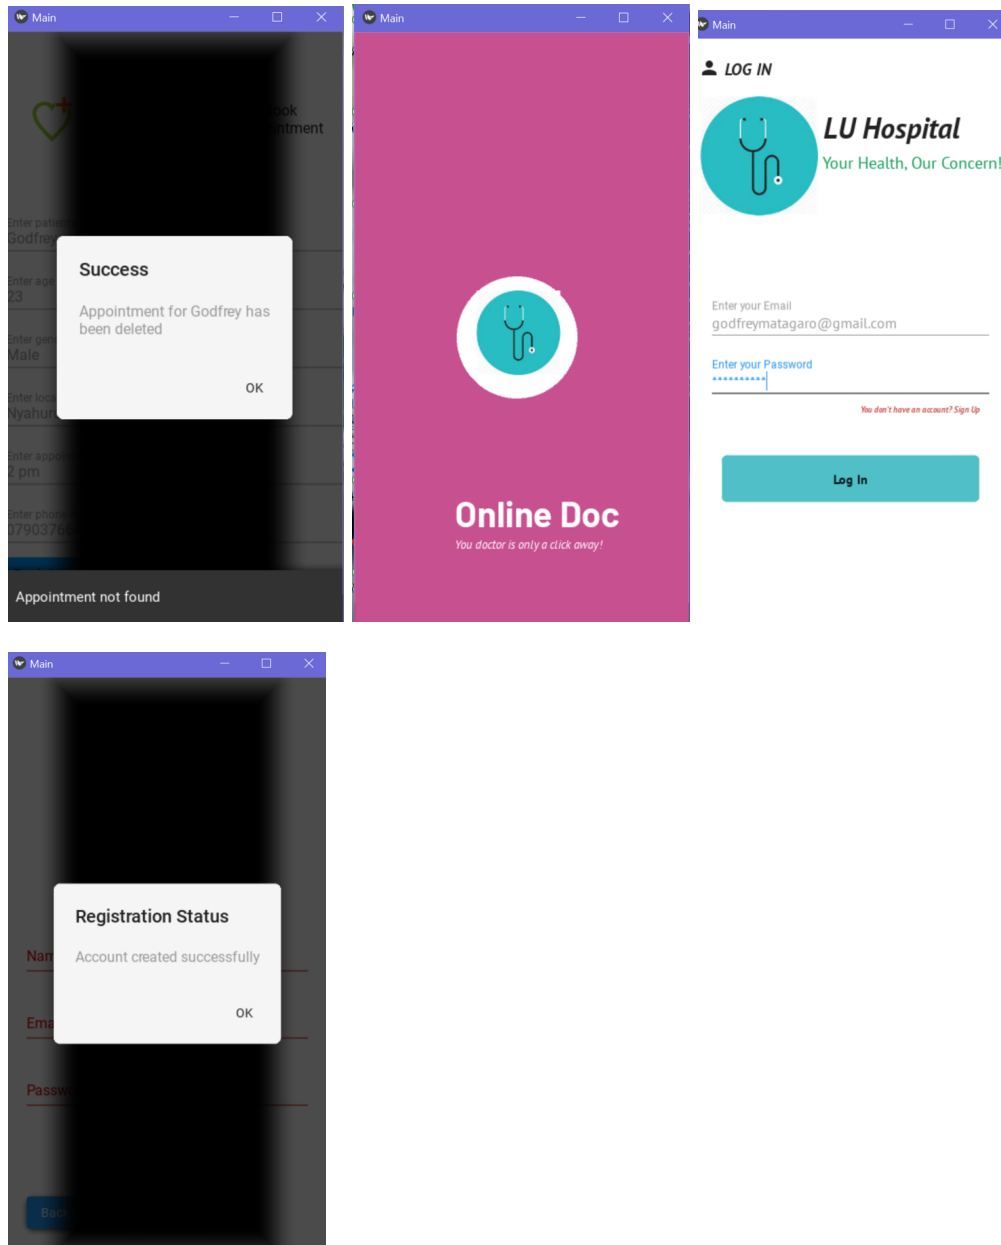 Main
ook
ntment
Enter patien
Godfrey
Enter age
23
Enter gen
Male
Enter loca
Nyahur
Enter appoi
2 pm
Enter phone
07903766
Success
Appointment for Godfrey has
been deleted
OK
Appointment not found
Main
Online Doc
You doctor is only a click away!
Main
LOG IN
LU Hospital
Your Health, Our Concern!
Enter your Email
godfreymatagaro@gmail.com
Enter your Password
**********
You don't have an account? Sign Up
Log In
Main
Registration Status
Account created successfully
OK
Nam
Ema
Passw
Bac